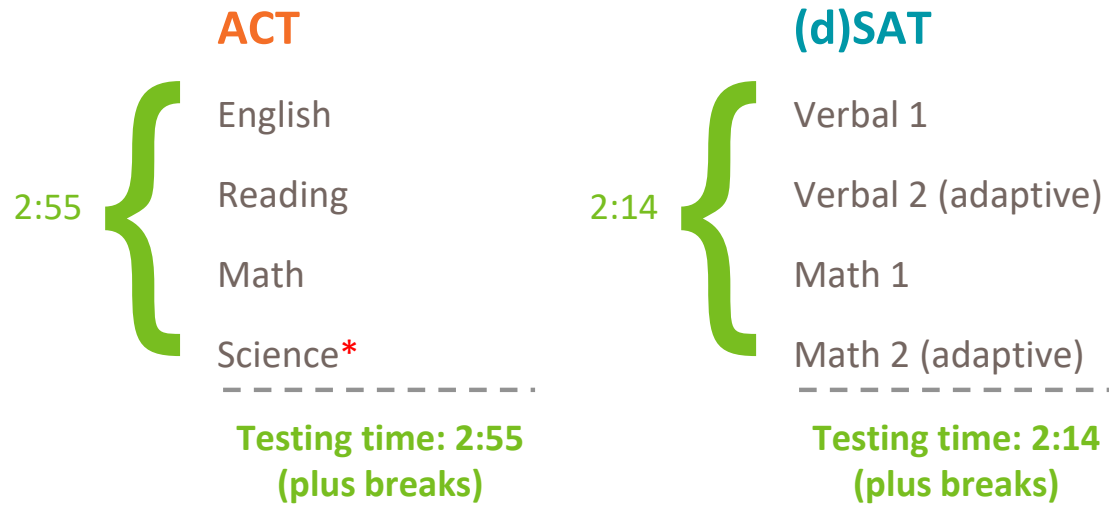 ACT
2:55
English
Reading
Math
Science*
Testing time: 2:55
(plus breaks)
(d)SAT
2:14
Verbal 1
Verbal 2 (adaptive)
Math 1
Math 2 (adaptive)
Testing time: 2:14
(plus breaks)